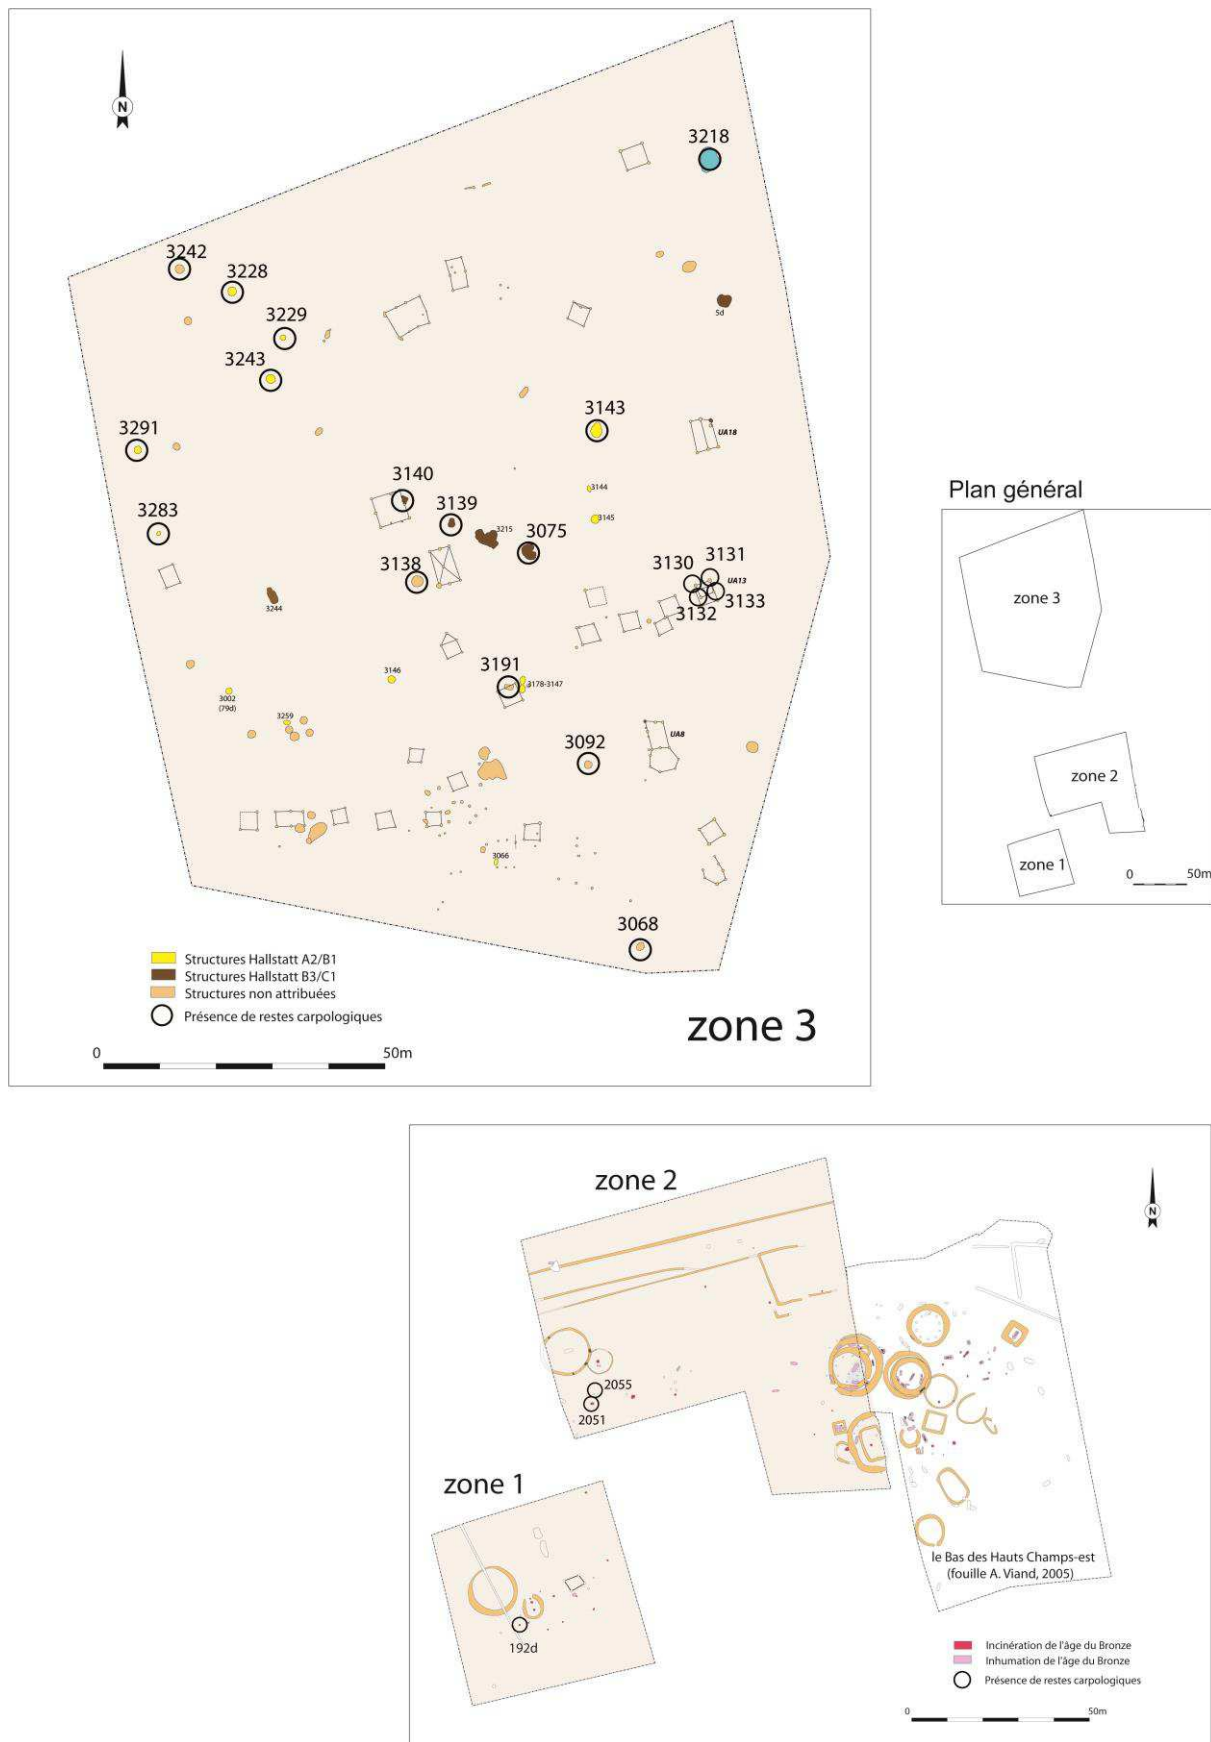 N
3218
3242
3228
3229
5d
3243
3143
3291
UA18
3140
3144
3139
3283
3215
3145
3075
3138
3131
3130
UA13
3133
3132
3244
3191
3146
3178-3147
3002
(79d)
3259
UA8
3092
3066
3068
Structures Hallstatt A2/B1
Structures Hallstatt B3/C1
Structures non attribuées
Présence de restes carpologiques
zone 3
0 50m
Plan général
zone 3
zone 2
zone 1
0 50m
zone 2
N
2055
2051
zone 1
le Bas des Hauts Champs-est
(fouille A. Viand, 2005)
192d
Incinération de l'âge du Bronze
Inhumation de l'âge du Bronze
Présence de restes carpologiques
0 50m